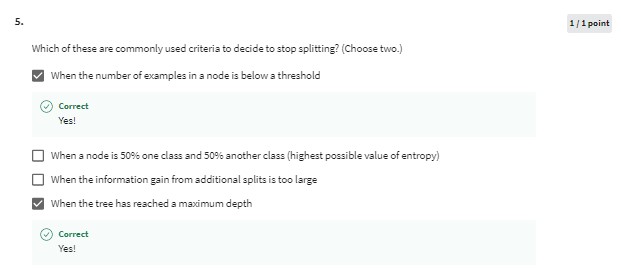 5.
1 / 1 point
Which of these are commonly used criteria to decide to stop splitting? (Choose two.)
When the number of examples in a node is below a threshold
Correct
Yes!
When a node is 50% one class and 50% another class (highest possible value of entropy)
When the information gain from additional splits is too large
When the tree has reached a maximum depth
Correct
Yes!